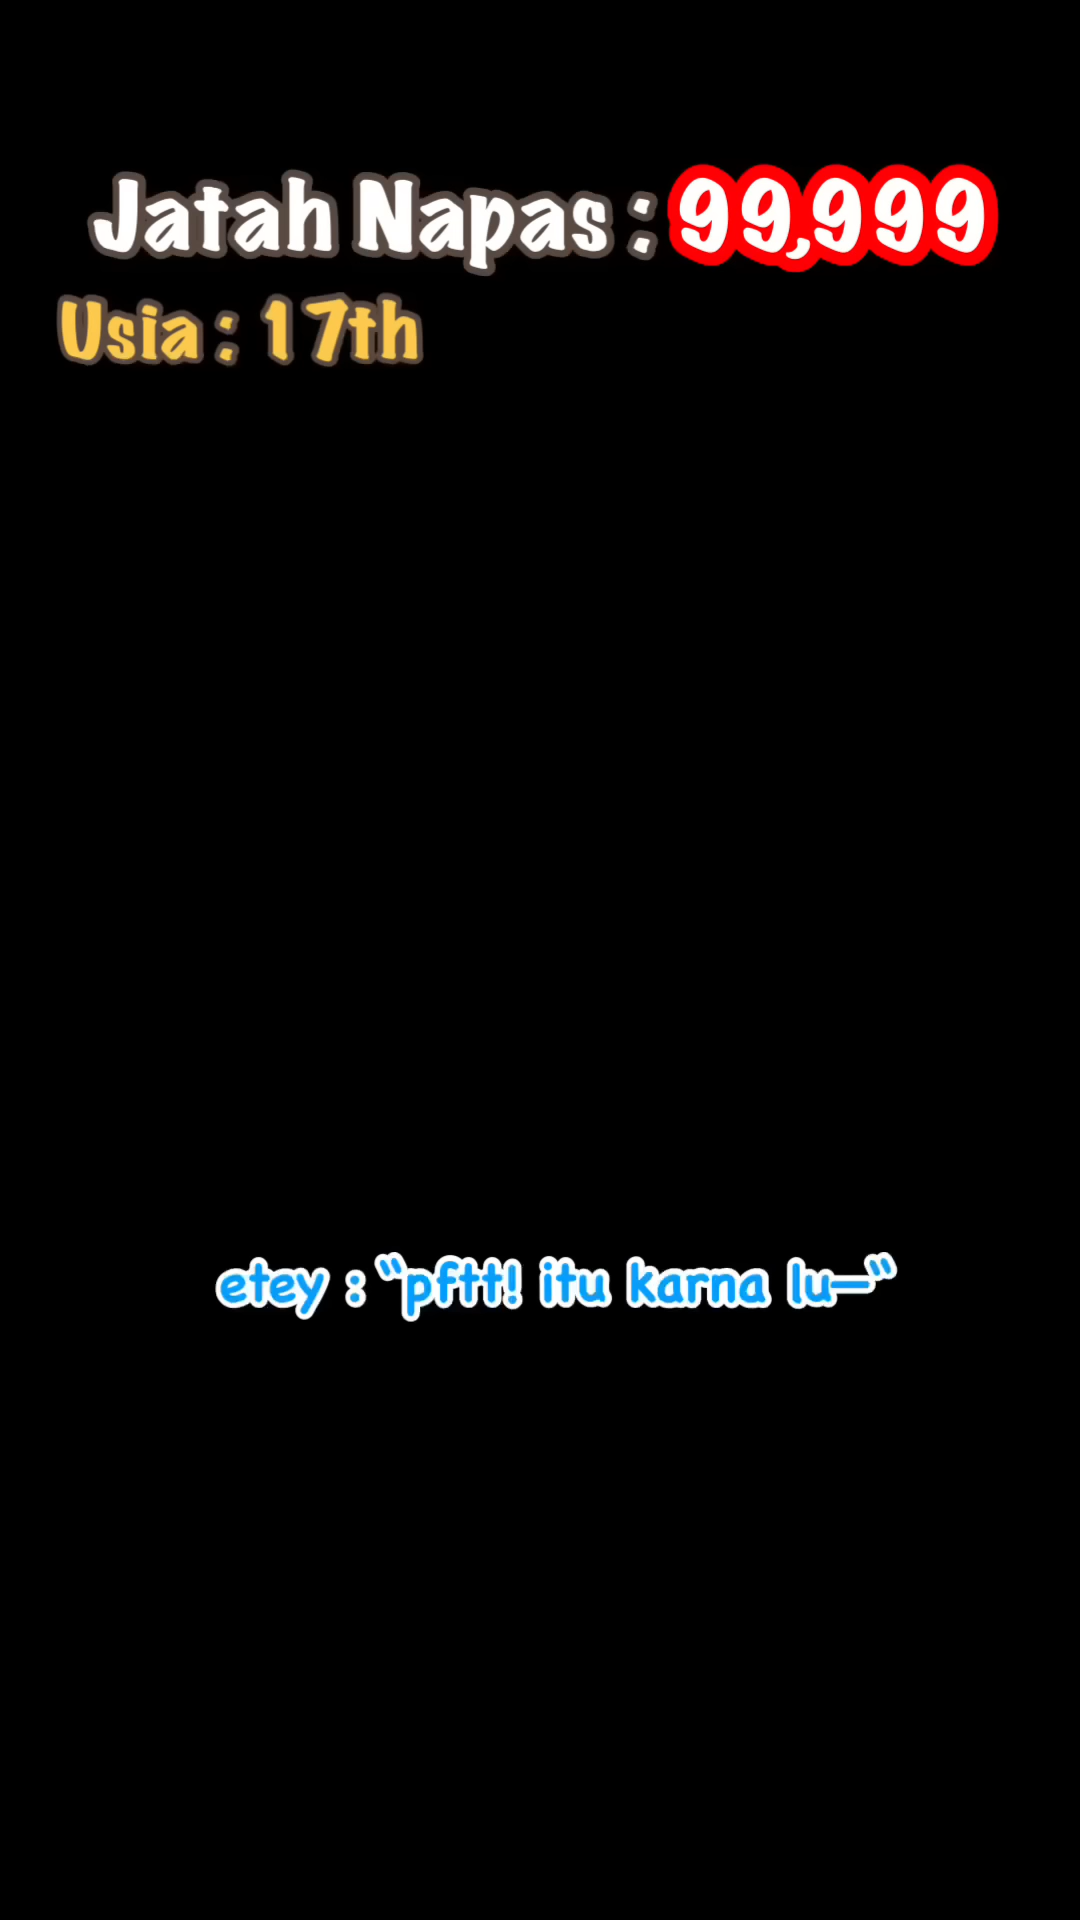 Jatah Napas : 99,999
Usia : 17th
etey : “pftt! itu karna lu—“